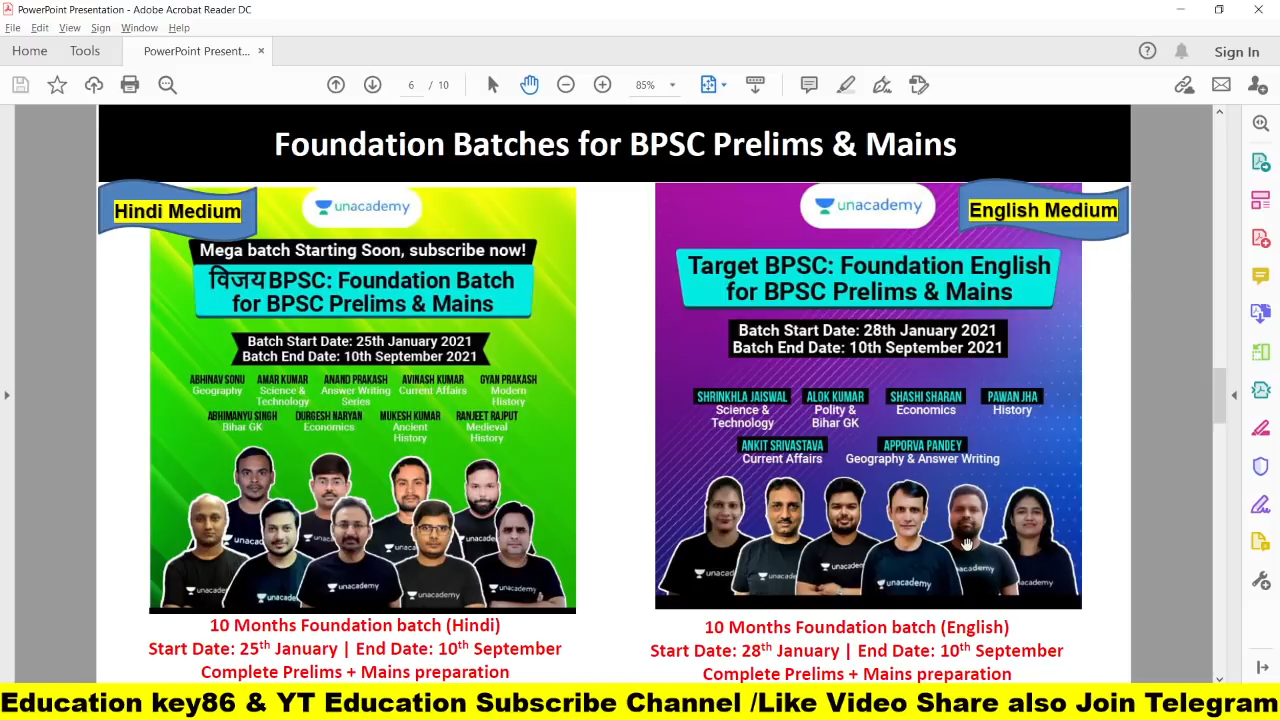 PowerPoint Presentation - Adobe Acrobat Reader DC
File Edit View Sign Window Help
Home Tools PowerPoint Present... × Sign In
6 / 10 85%
Foundation Batches for BPSC Prelims & Mains
Hindi Medium
unacademy
Mega batch Starting Soon, subscribe now!
विजय BPSC: Foundation Batch
for BPSC Prelims & Mains
Batch Start Date: 25th January 2021
Batch End Date: 10th September 2021
ABHINAV SONU AMAR KUMAR ANAND PRAKASH AVINASH KUMAR GYAN PRAKASH
Geography Science & Answer Writing Current Affairs Modern
Technology Series History
ABHIMANYU SINGH DURGESH NARYAN MUKESH KUMAR RANJEET RAJPUT
Bihar GK Economics Ancient Medieval
History History
unacademy
unacademy
unacademy
unacademy
unacademy
10 Months Foundation batch (Hindi)
Start Date: 25th January | End Date: 10th September
Complete Prelims + Mains preparation
English Medium
unacademy
Target BPSC: Foundation English
for BPSC Prelims & Mains
Batch Start Date: 28th January 2021
Batch End Date: 10th September 2021
SHRINKHLA JAISWAL ALOK KUMAR SHASHI SHARAN PAWAN JHA
Science & Polity & Economics History
Technology Bihar GK
ANKIT SRIVASTAVA APPORVA PANDEY
Current Affairs Geography & Answer Writing
unacademy
unacademy
unacademy
unacademy
10 Months Foundation batch (English)
Start Date: 28th January | End Date: 10th September
Complete Prelims + Mains preparation
Education key86 & YT Education Subscribe Channel /Like Video Share also Join Telegram